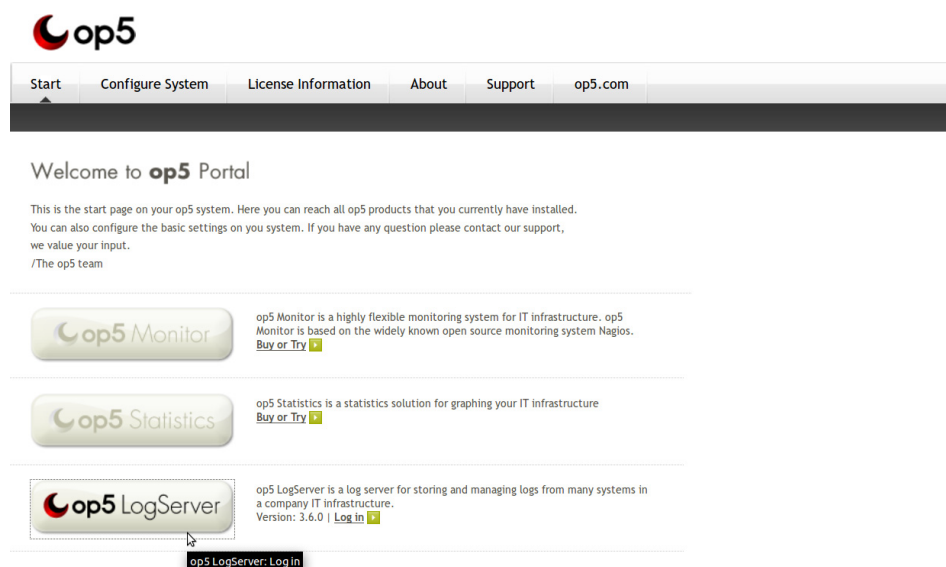 op5
Start Configure System License Information About Support op5.com
Welcome to op5 Portal
This is the start page on your op5 system. Here you can reach all op5 products that you currently have installed.
You can also configure the basic settings on you system. If you have any question please contact our support,
we value your input.
/The op5 team
op5 Monitor
op5 Monitor is a highly flexible monitoring system for IT infrastructure. op5
Monitor is based on the widely known open source monitoring system Nagios.
Buy or Try
op5 Statistics
op5 Statistics is a statistics solution for graphing your IT infrastructure
Buy or Try
op5 LogServer
op5 LogServer is a log server for storing and managing logs from many systems in
a company IT infrastructure.
Version: 3.6.0 | Log in
op5 LogServer: Log in